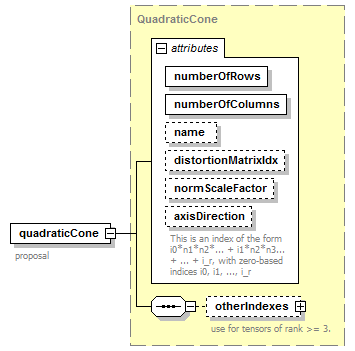 QuadraticCone
attributes
numberOfRows
numberOfColumns
name
distortionMatrixIdx
normScaleFactor
axisDirection
This is an index of the form
i0*n1*n2*... + i1*n2*n3...
+ ... + i_r, with zero-based
indices i0, i1, ..., i_r
quadraticCone
proposal
otherIndexes
use for tensors of rank >= 3.